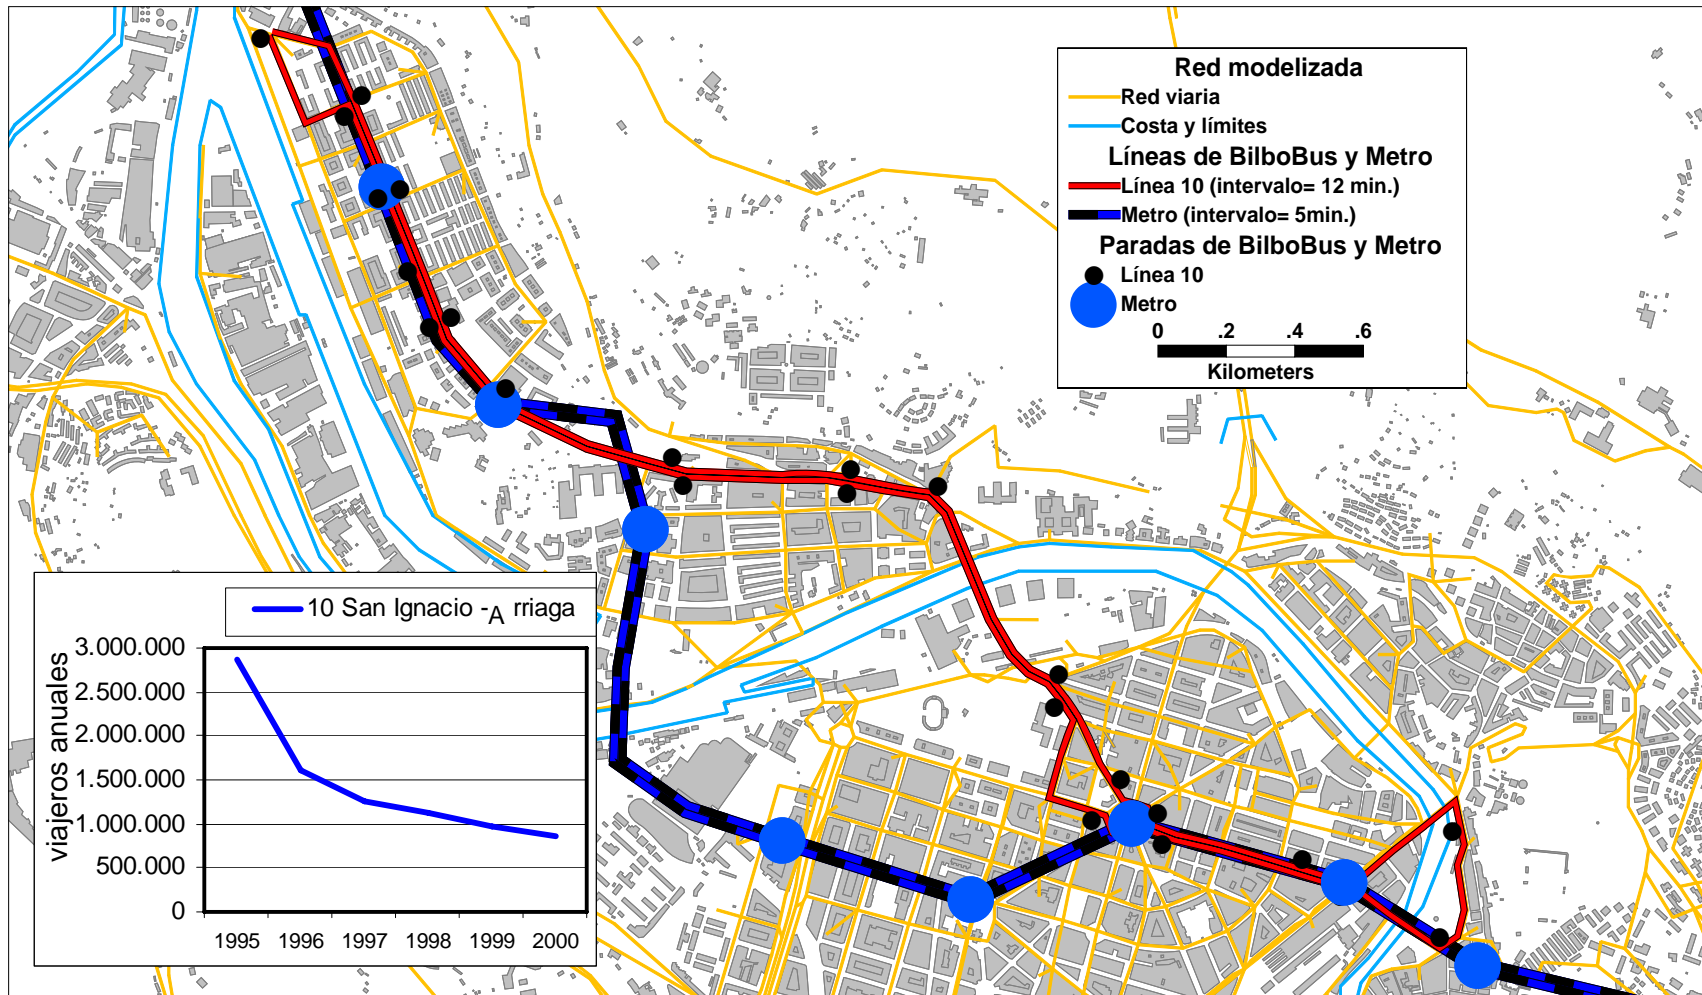 Red modelizada
Red viaria
Costa y límites
Líneas de BilboBus y Metro
Línea 10 (intervalo= 12 min.)
Metro (intervalo= 5min.)
Paradas de BilboBus y Metro
Línea 10
Metro
0 .2 .4 .6
Kilometers
10 San Ignacio -A rriaga
viajeros anuales
3.000.000
2.500.000
2.000.000
1.500.000
1.000.000
500.000
0
1995 1996 1997 1998 1999 2000